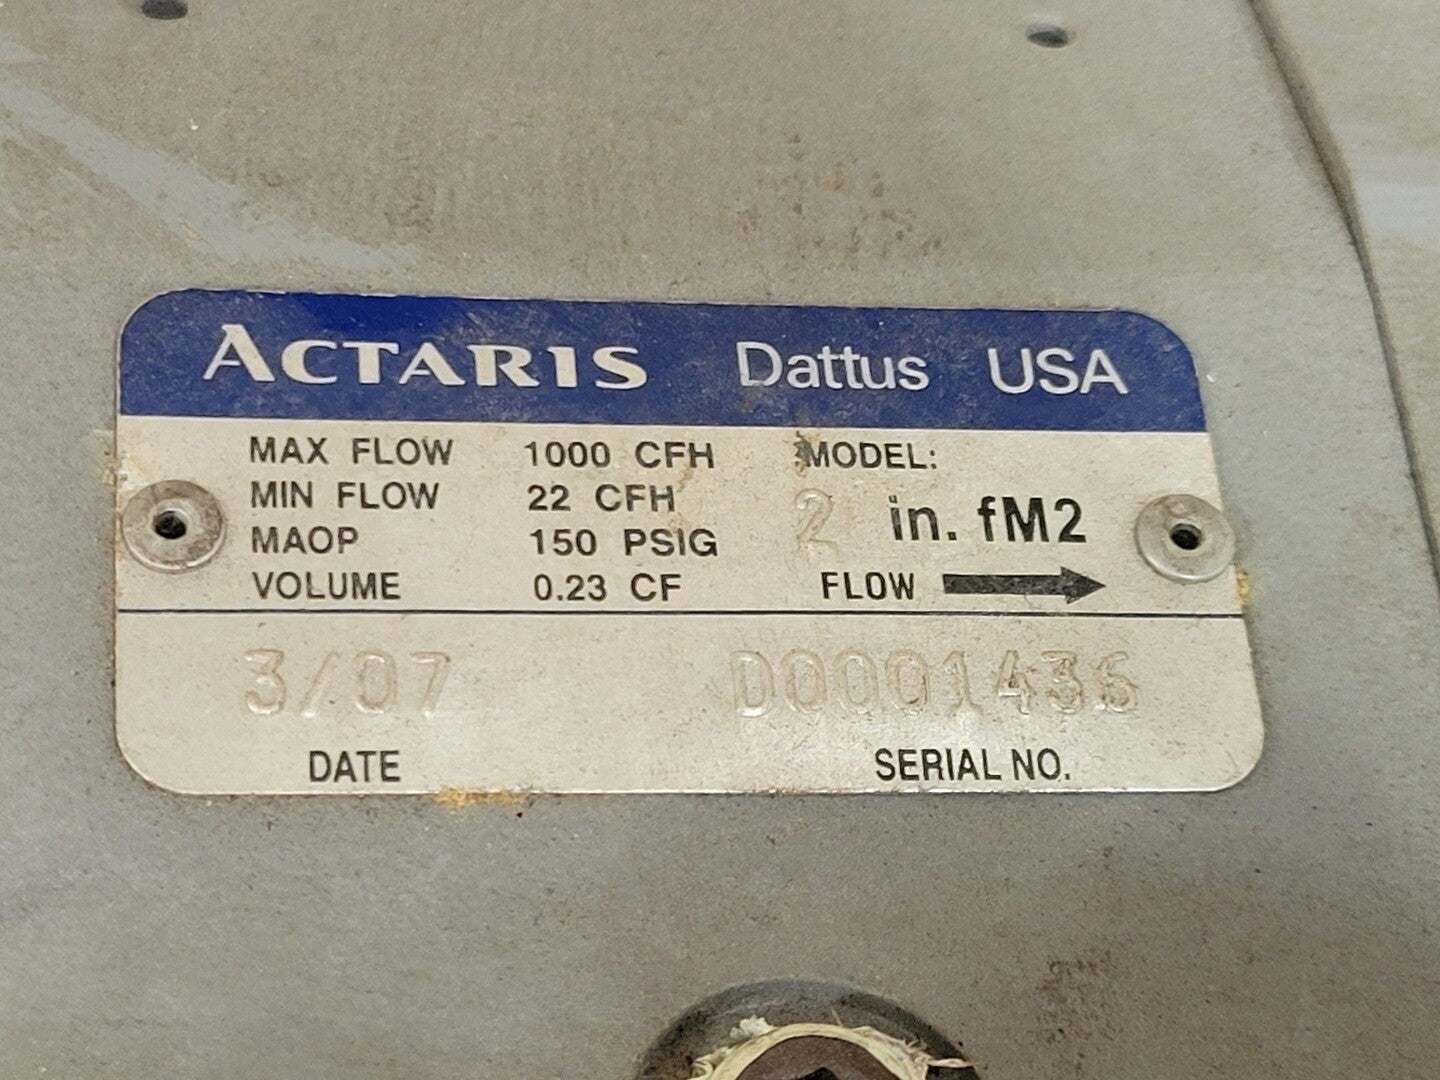 ACTARIS Dattus USA
MAX FLOW 1000 CFH MODEL:
MIN FLOW 22 CFH
2 in. fM2
MAOP 150 PSIG
VOLUME 0.23 CF FLOW
3/07 D0001436
DATE SERIAL NO.